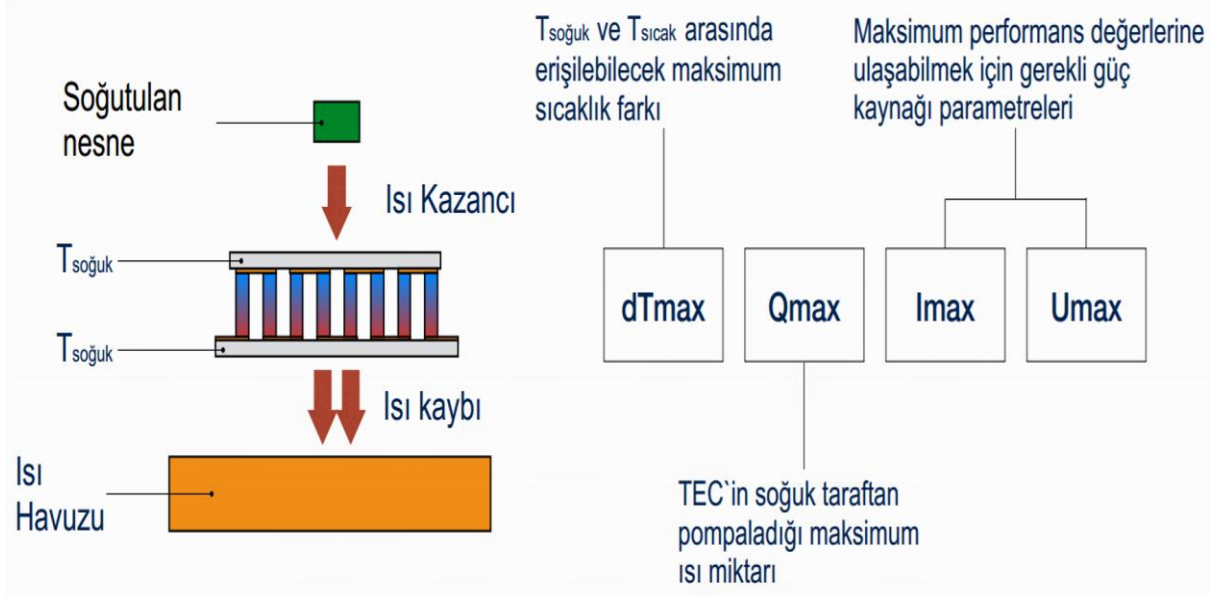 Soğutulan
nesne
Isı Kazancı
Tsoğuk
Tsoğuk
Isı kaybı
Isı
Havuzu
Tsoğuk ve Tsıcak arasında
erişilebilecek maksimum
sıcaklık farkı
Maksimum performans değerlerine
ulaşabilmek için gerekli güç
kaynağı parametreleri
dTmax
Qmax
Imax
Umax
TEC`in soğuk taraftan
pompaladığı maksimum
ısı miktarı